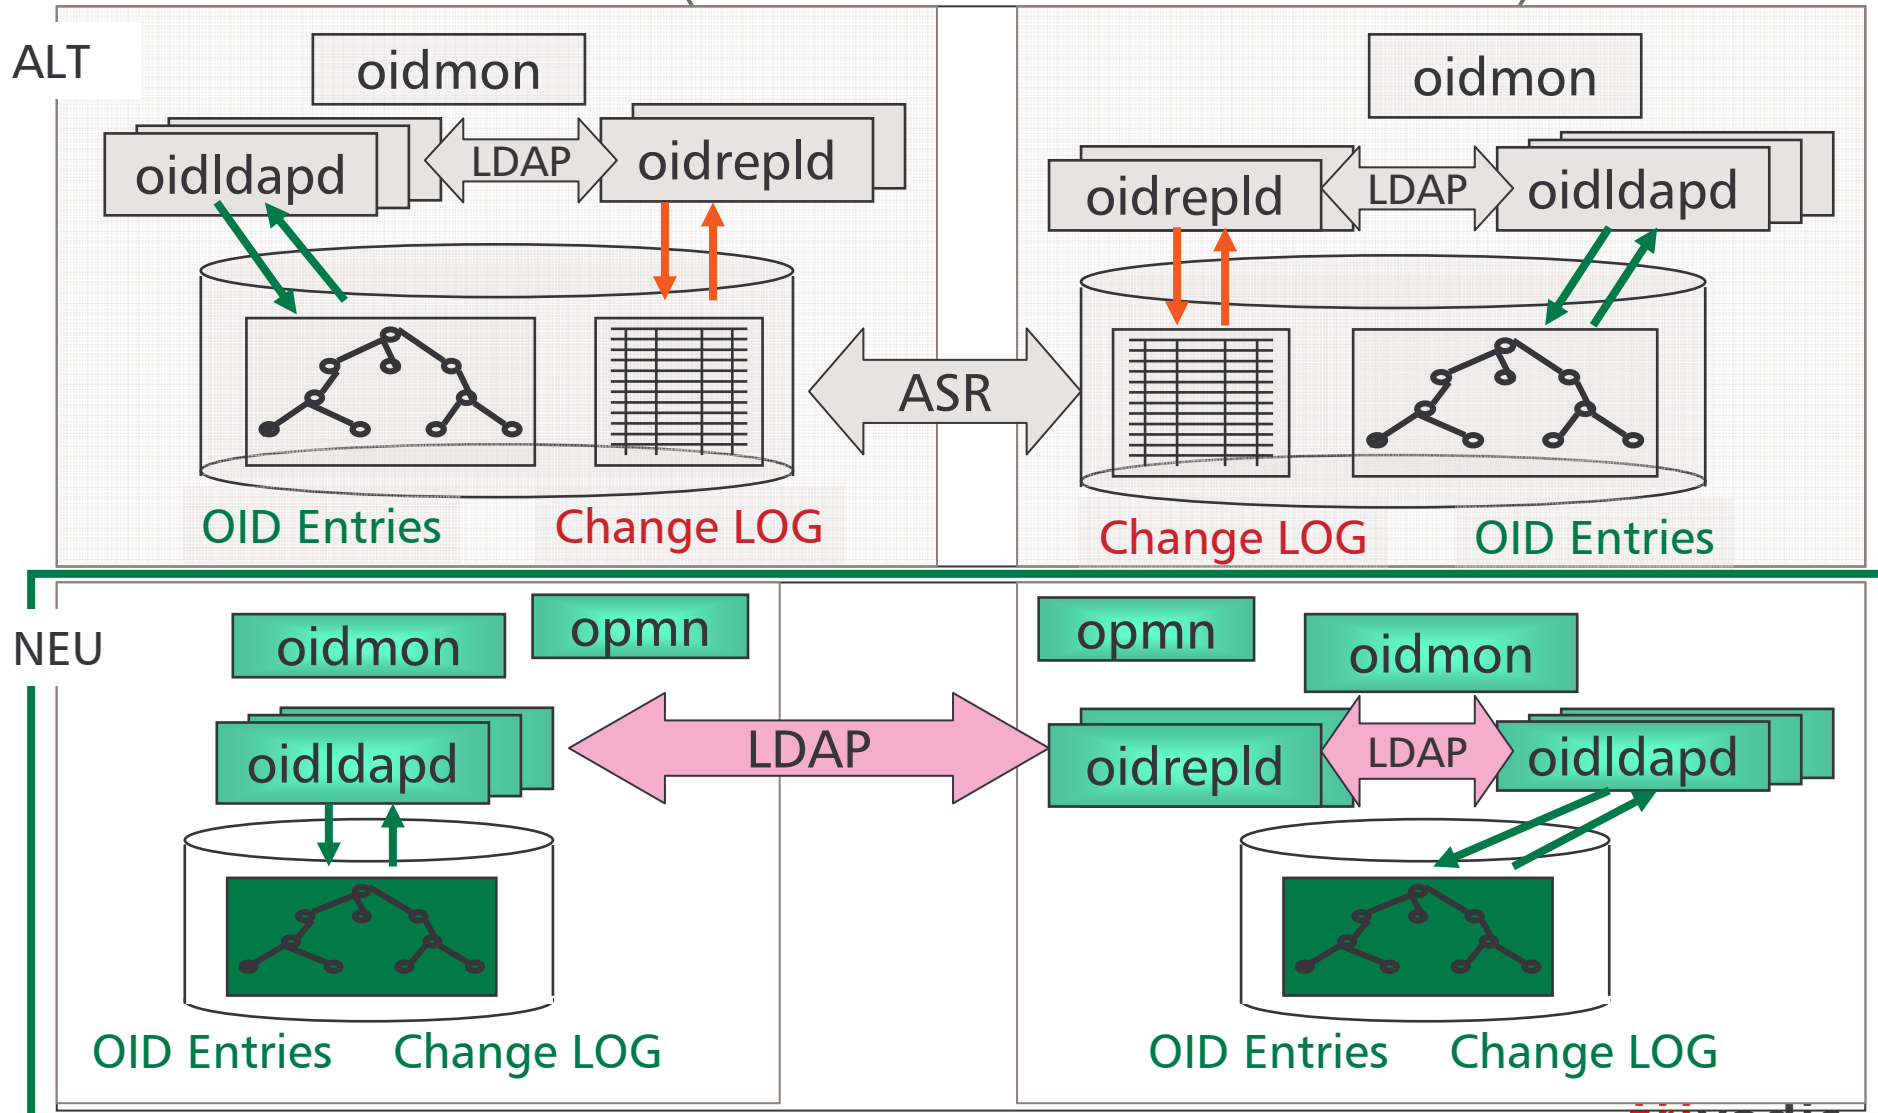 ALT
oidmon
oidmon
oidldapd
LDAP
oidrepld
oidrepld
LDAP
oidldapd
ASR
OID Entries
Change LOG
Change LOG
OID Entries
NEU
oidmon
opmn
opmn
oidmon
oidldapd
LDAP
oidrepld
LDAP
oidldapd
OID Entries
Change LOG
OID Entries
Change LOG